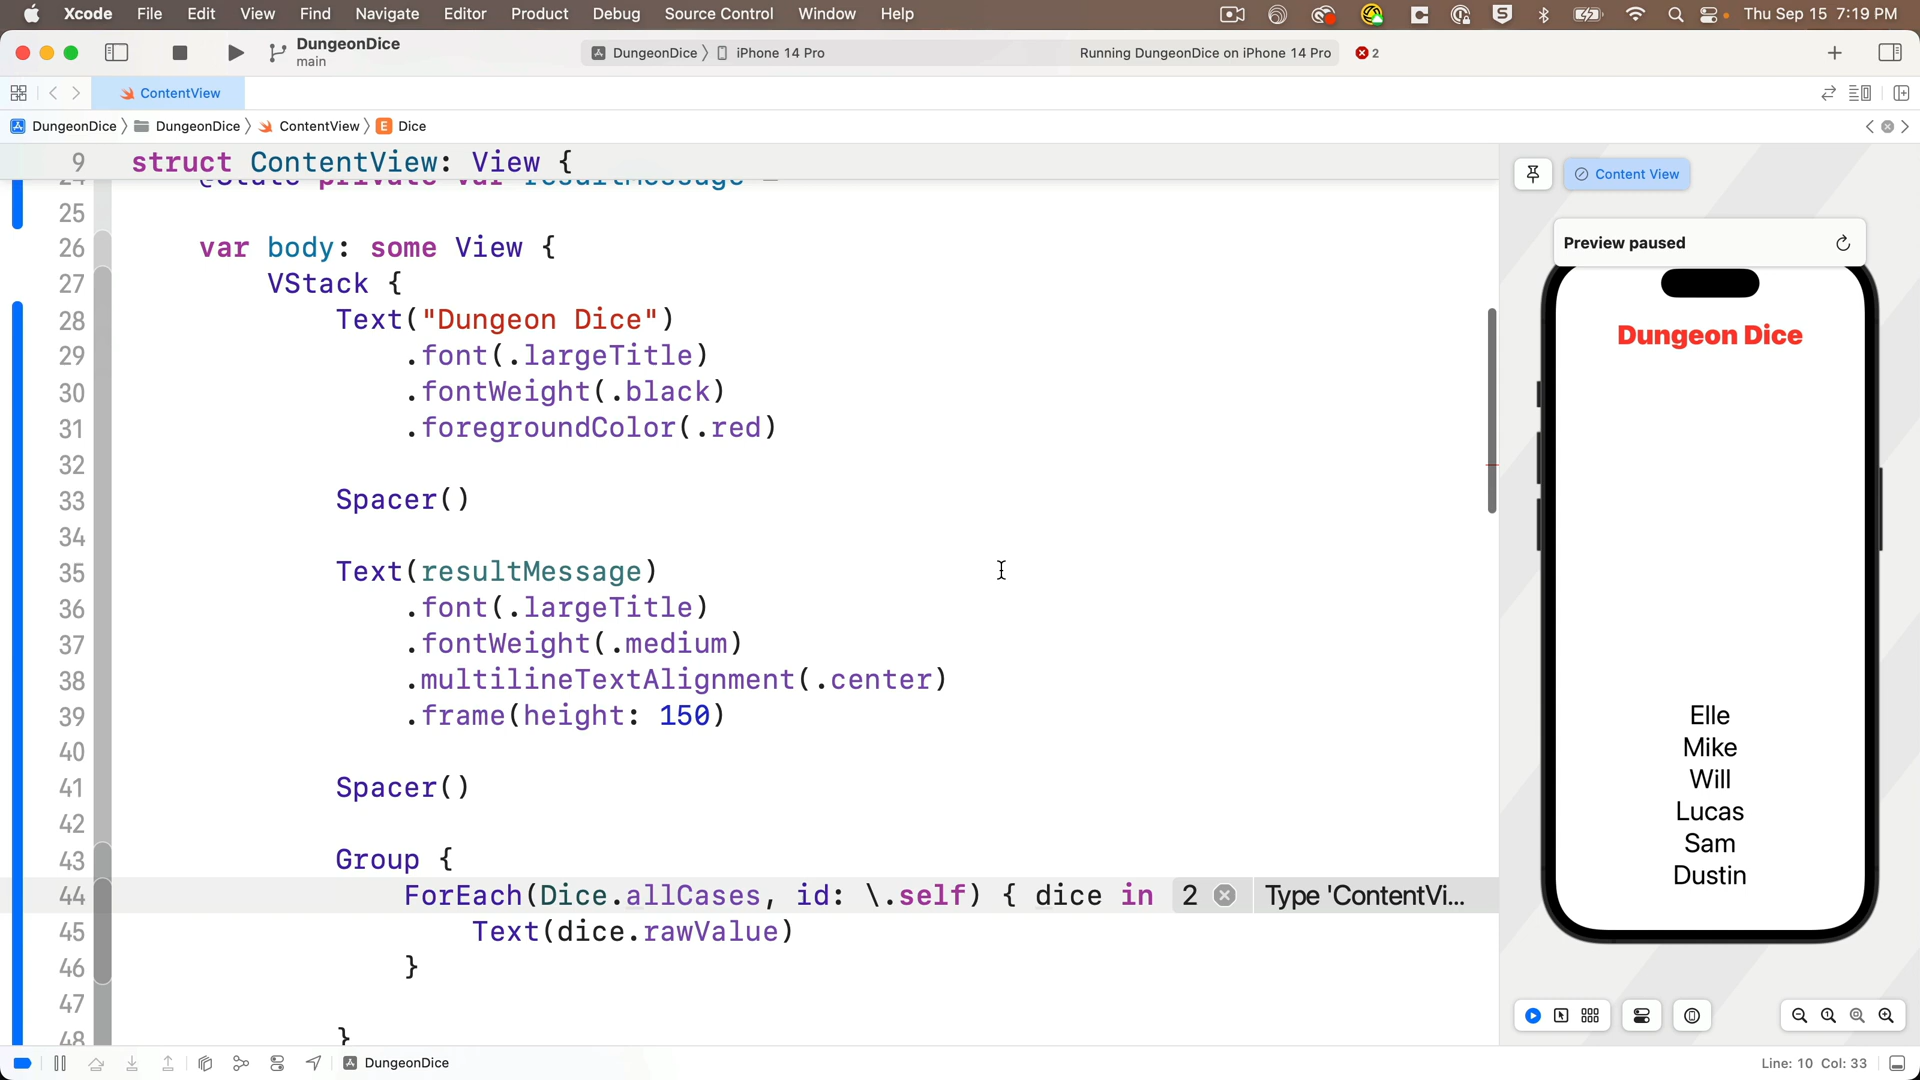 Xcode File Edit View Find Navigate Editor Product Debug Source Control Window Help Thu Sep 15 7:19 PM
DungeonDice
main
DungeonDice iPhone 14 Pro
Running DungeonDice on iPhone 14 Pro
2
ContentView
DungeonDice DungeonDice ContentView E Dice
9 struct ContentView: View {
24 @State private var resultMessage =
25
26 var body: some View {
27 VStack {
28 Text("Dungeon Dice")
29 .font(.largeTitle)
30 .fontWeight(.black)
31 .foregroundColor(.red)
32
33 Spacer()
34
35 Text(resultMessage)
36 .font(.largeTitle)
37 .fontWeight(.medium)
38 .multilineTextAlignment(.center)
39 .frame(height: 150)
40
41 Spacer()
42
43 Group {
44 ForEach(Dice.allCases, id: \.self) { dice in 2 Type 'ContentVi...
45 Text(dice.rawValue)
46 }
47
48 }
Content View
Preview paused
Dungeon Dice
Elle
Mike
Will
Lucas
Sam
Dustin
DungeonDice
Line: 10 Col: 33